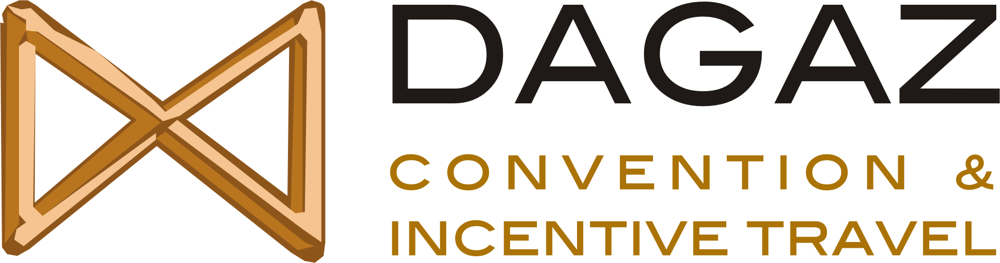 DAGAZ
CONVENTION &
INCENTIVE TRAVEL